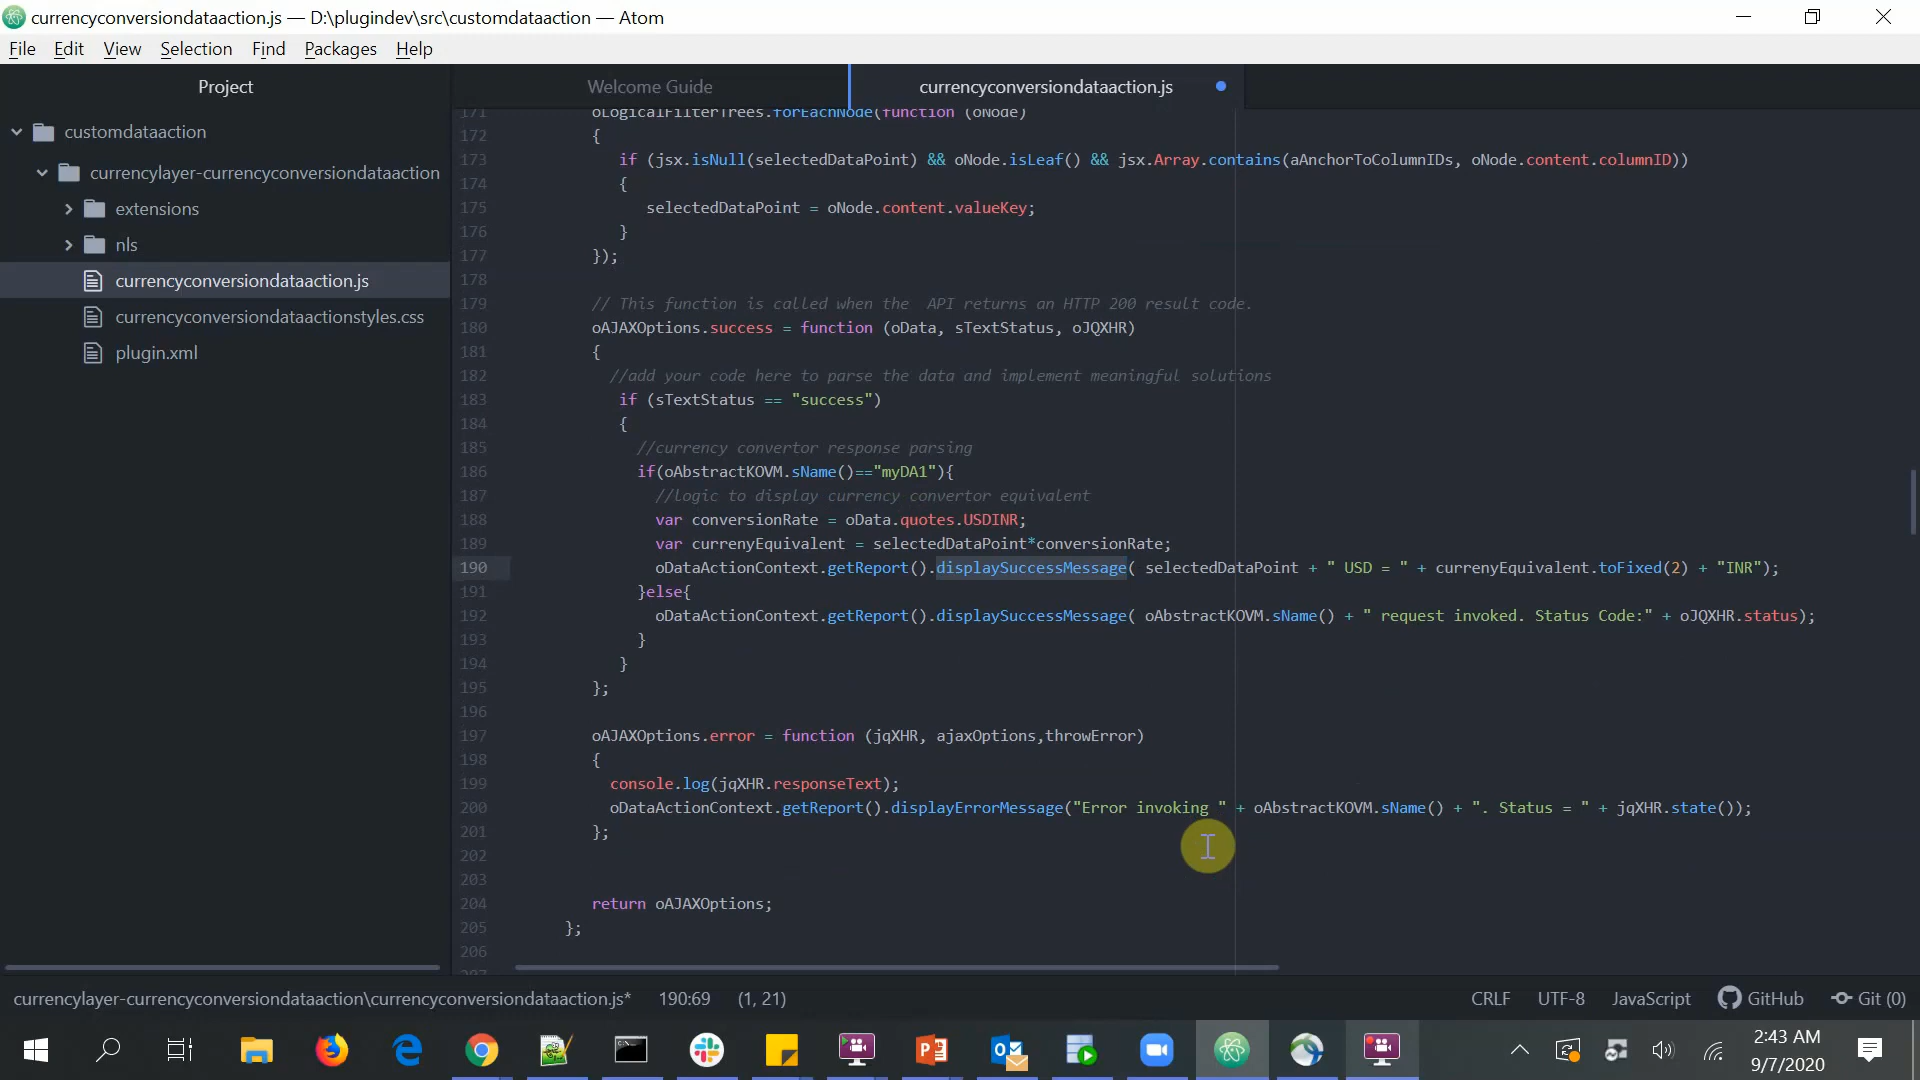 currencyconversiondataaction.js — D:\plugindev\src\customdataaction — Atom
File Edit View Selection Find Packages Help
Project
Welcome Guide
currencyconversiondataaction.js
customdataaction
currencylayer-currencyconversiondataaction
extensions
nls
currencyconversiondataaction.js
currencyconversiondataactionstyles.css
plugin.xml
171 oLogicalFilterTrees.forEachNode(function (oNode)
172 {
173 if (jsx.isNull(selectedDataPoint) && oNode.isLeaf() && jsx.Array.contains(aAnchorToColumnIDs, oNode.content.columnID))
174 {
175 selectedDataPoint = oNode.content.valueKey;
176 }
177 });
178
179 // This function is called when the  API returns an HTTP 200 result code.
180 oAJAXOptions.success = function (oData, sTextStatus, oJQXHR)
181 {
182 //add your code here to parse the data and implement meaningful solutions
183 if (sTextStatus == "success")
184 {
185 //currency convertor response parsing
186 if(oAbstractKOVM.sName()=="myDA1"){
187 //logic to display currency convertor equivalent
188 var conversionRate = oData.quotes.USDINR;
189 var currenyEquivalent = selectedDataPoint*conversionRate;
190 oDataActionContext.getReport().displaySuccessMessage( selectedDataPoint + " USD = " + currenyEquivalent.toFixed(2) + "INR");
191 }else{
192 oDataActionContext.getReport().displaySuccessMessage( oAbstractKOVM.sName() + " request invoked. Status Code:" + oJQXHR.status);
193 }
194 }
195 };
196
197 oAJAXOptions.error = function (jqXHR, ajaxOptions,throwError)
198 {
199 console.log(jqXHR.responseText);
200 oDataActionContext.getReport().displayErrorMessage("Error invoking " + oAbstractKOVM.sName() + ". Status = " + jqXHR.state());
201 };
202
203
204 return oAJAXOptions;
205 };
206
207
currencylayer-currencyconversiondataaction\currencyconversiondataaction.js* 190:69 (1, 21) CRLF UTF-8 JavaScript GitHub Git (0)
2:43 AM
9/7/2020